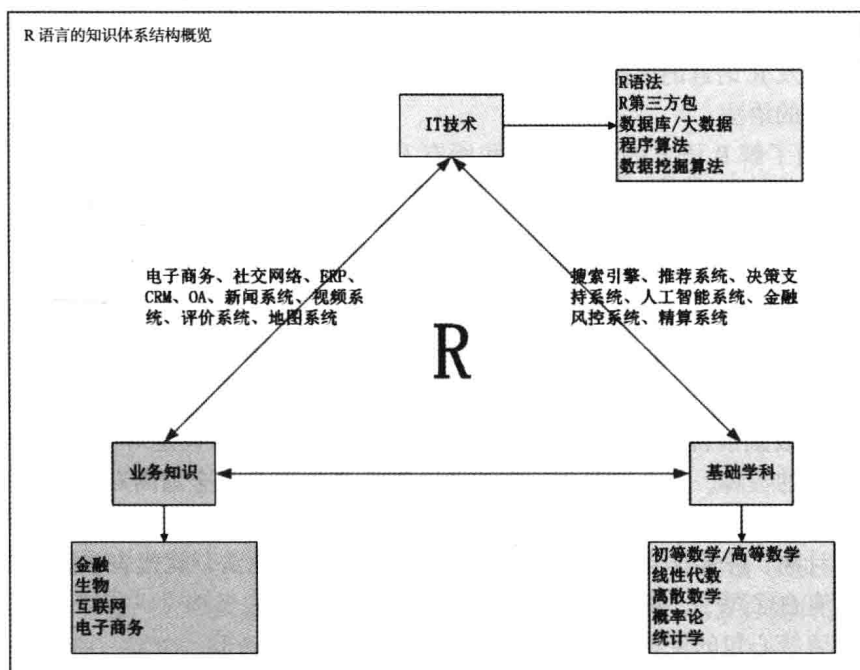 R 语言的知识体系结构概览
IT技术
R语法
R第三方包
数据库/大数据
程序算法
数据挖掘算法
电子商务、社交网络、ERP、
CRM、OA、新闻系统、视频系
统、评价系统、地图系统
搜索引擎、推荐系统、决策支
持系统、人工智能系统、金融
风控系统、精算系统
R
业务知识
基础学科
金融
生物
互联网
电子商务
初等数学/高等数学
线性代数
离散数学
概率论
统计学